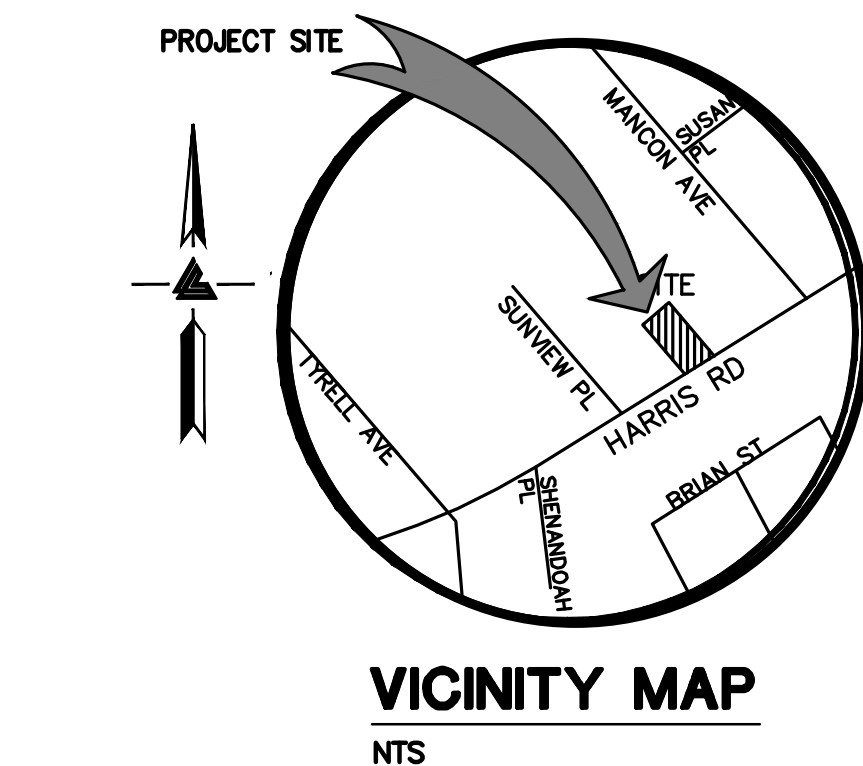 PROJECT SITE
MANCON AVE
SUSAN
PL
ITE
SUNVIEW PL
HARRIS RD
TYRELL AVE
BRIAN ST
SHENANDOAH
PL
VICINITY MAP
NTS